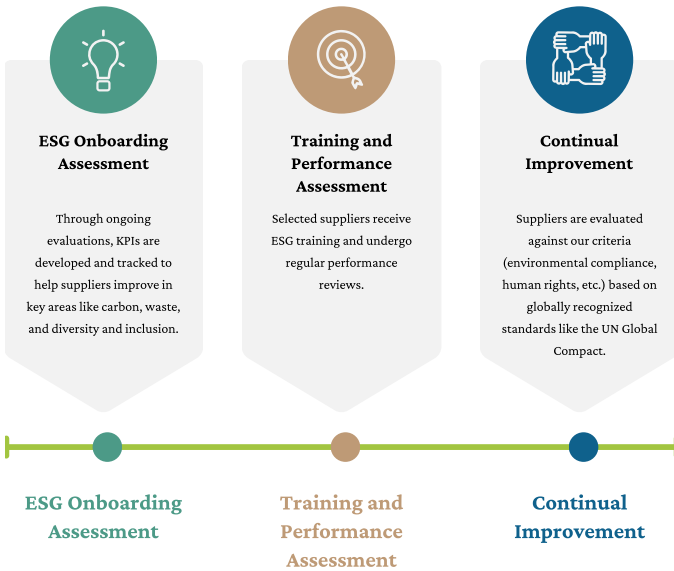 ESG Onboarding
Assessment
Through ongoing
evaluations, KPIs are
developed and tracked to
help suppliers improve in
key areas like carbon, waste,
and diversity and inclusion.
Training and
Performance
Assessment
Selected suppliers receive
ESG training and undergo
regular performance
reviews.
Continual
Improvement
Suppliers are evaluated
against our criteria
(environmental compliance,
human rights, etc.) based on
globally recognized
standards like the UN Global
Compact.
ESG Onboarding
Assessment
Training and
Performance
Assessment
Continual
Improvement